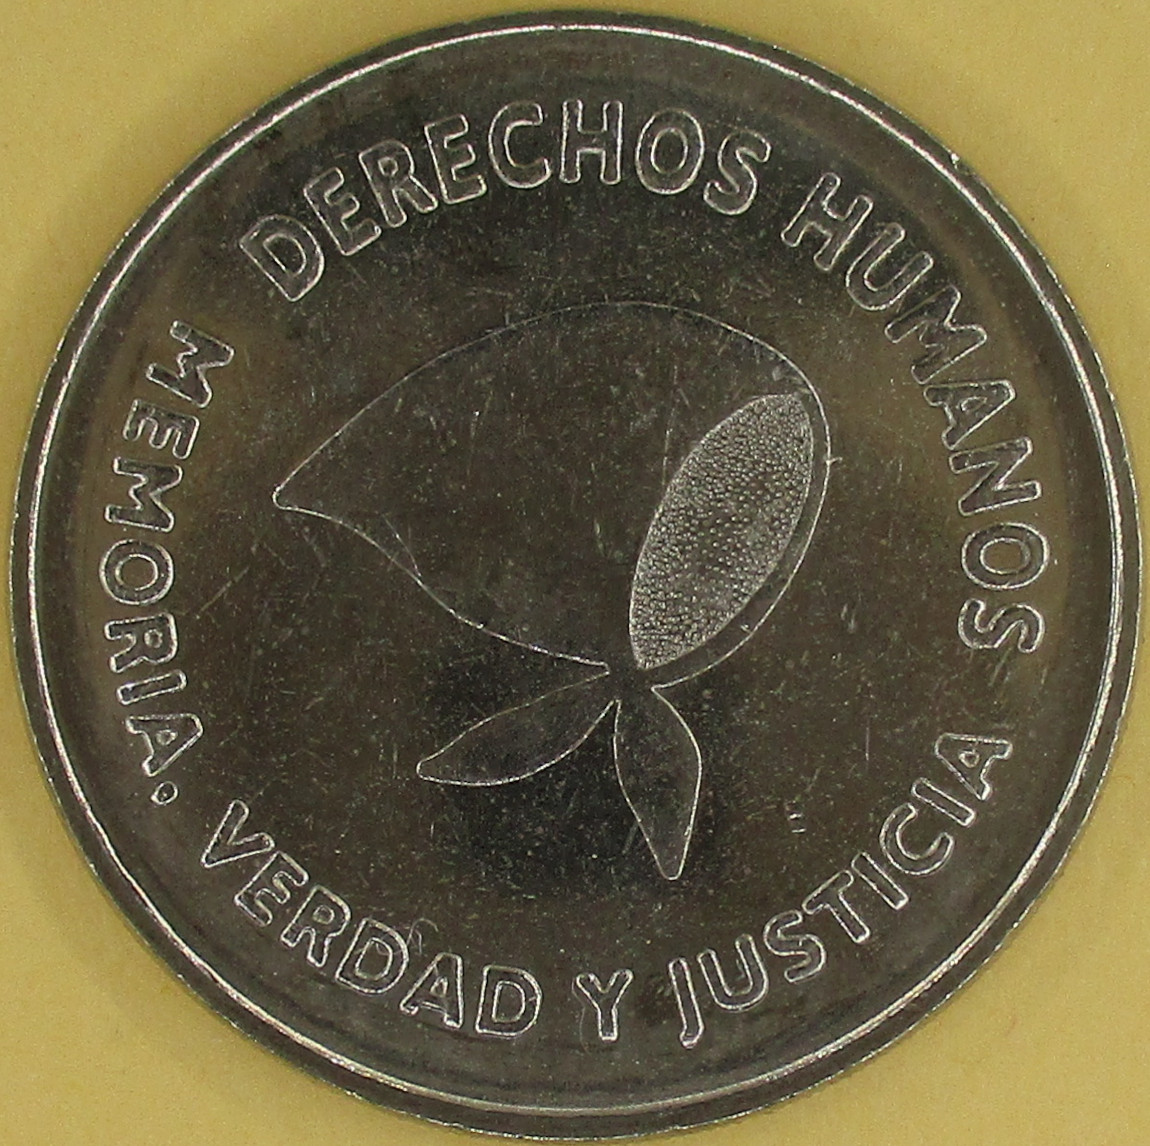 DERECHOS HUMANOS
MEMORIA. VERDAD Y JUSTICIA